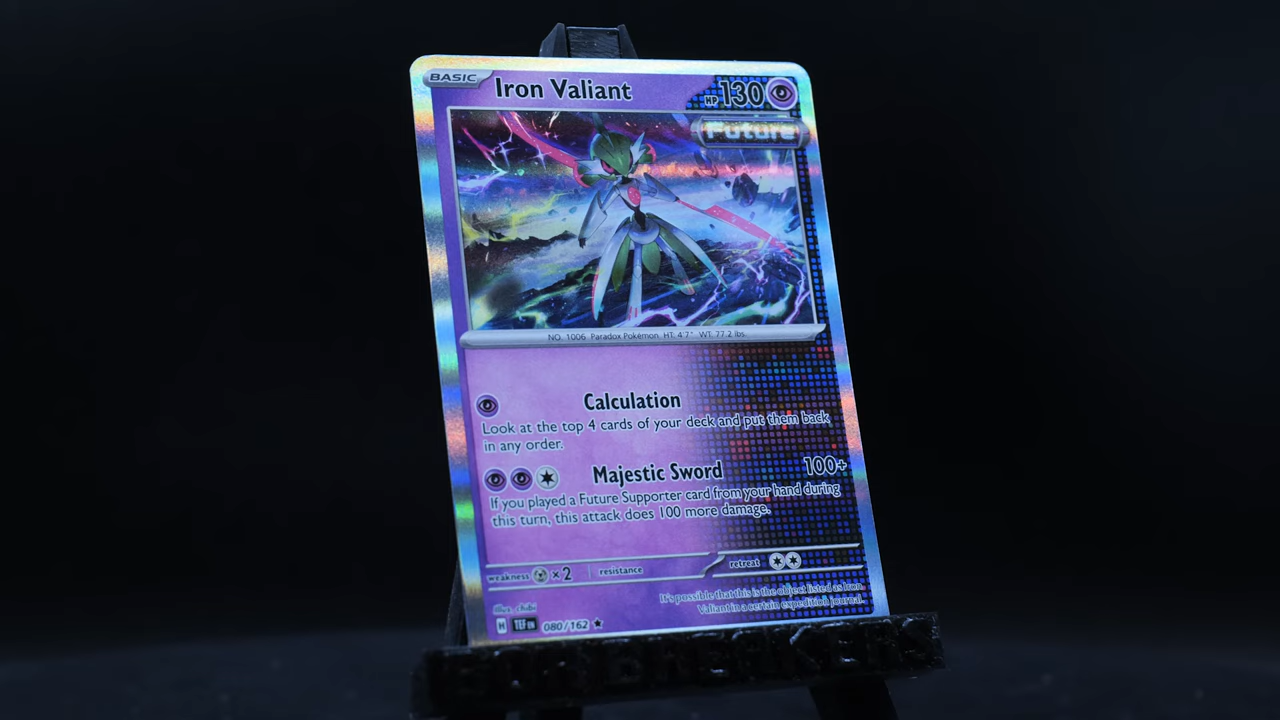 BASIC Iron Valiant HP 130
Future
NO. 1006 Paradox Pokémon HT: 4'7" WT: 77.2 lbs.
Calculation
Look at the top 4 cards of your deck and put them back
in any order.
Majestic Sword 100+
If you played a Future Supporter card from your hand during
this turn, this attack does 100 more damage.
weakness ×2 resistance retreat
It's possible that this is the object listed as Iron
Valiant in a certain expedition journal.
Illus. chibi
H TEF EN 080/162